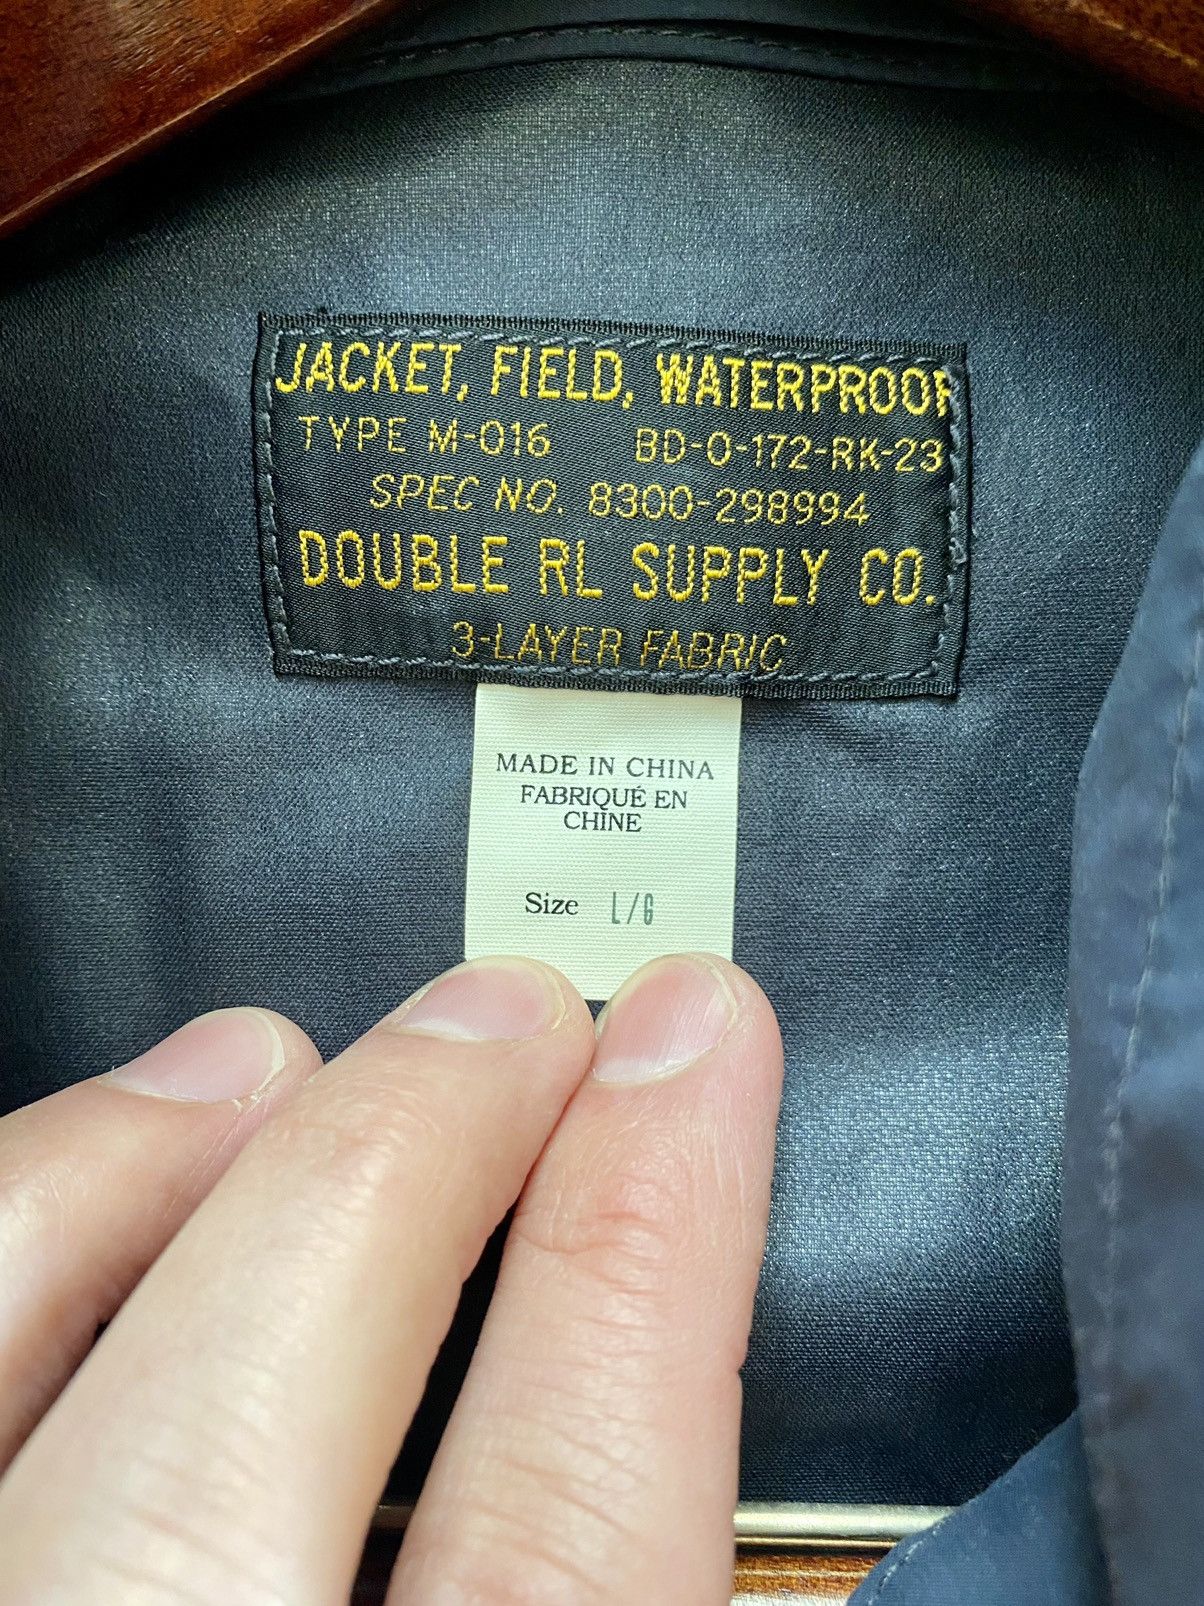 JACKET, FIELD, WATERPROOF
TYPE M-016 BD-0-172-RK-23
SPEC NO. 8300-298994
DOUBLE RL SUPPLY CO.
3-LAYER FABRIC
MADE IN CHINA
FABRIQUÉ EN
CHINE
Size L/G